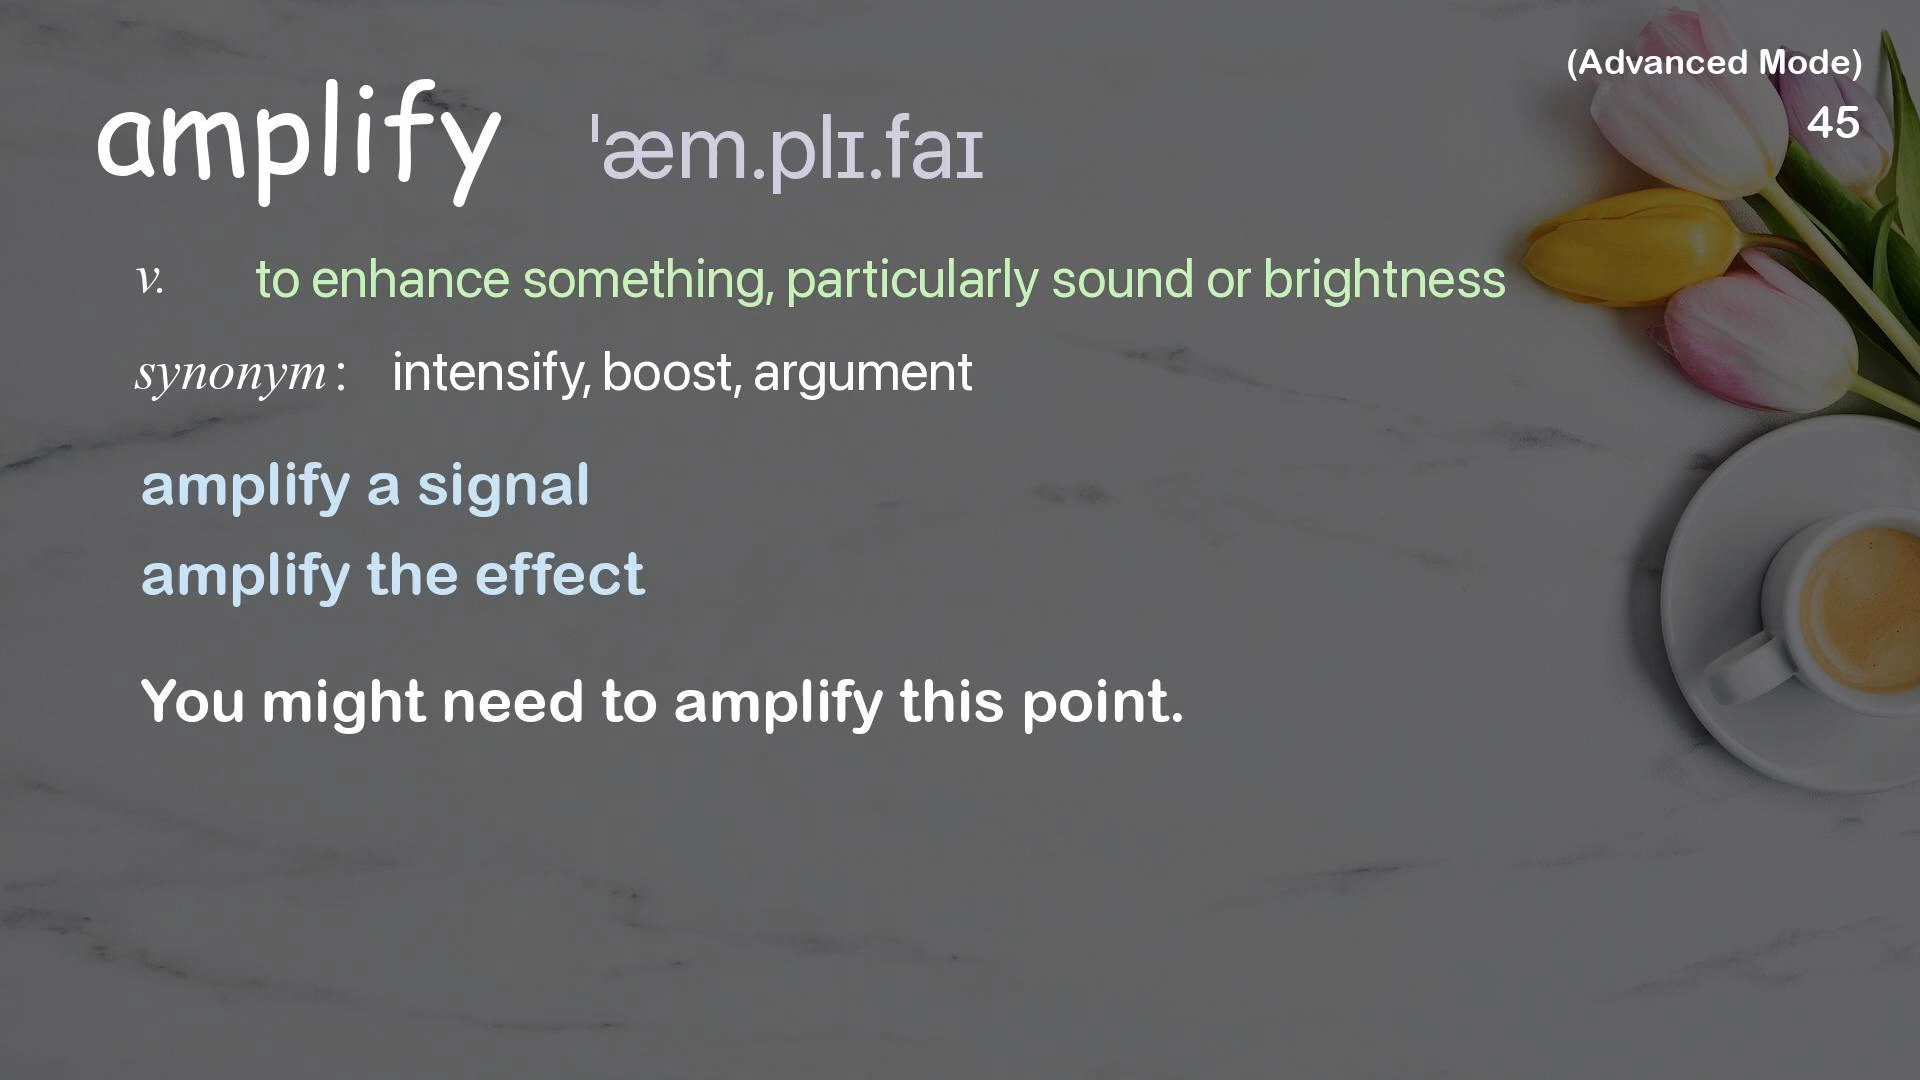 (Advanced Mode)
45
amplify ˈæm.plɪ.faɪ
v. to enhance something, particularly sound or brightness
synonym: intensify, boost, argument
amplify a signal
amplify the effect
You might need to amplify this point.